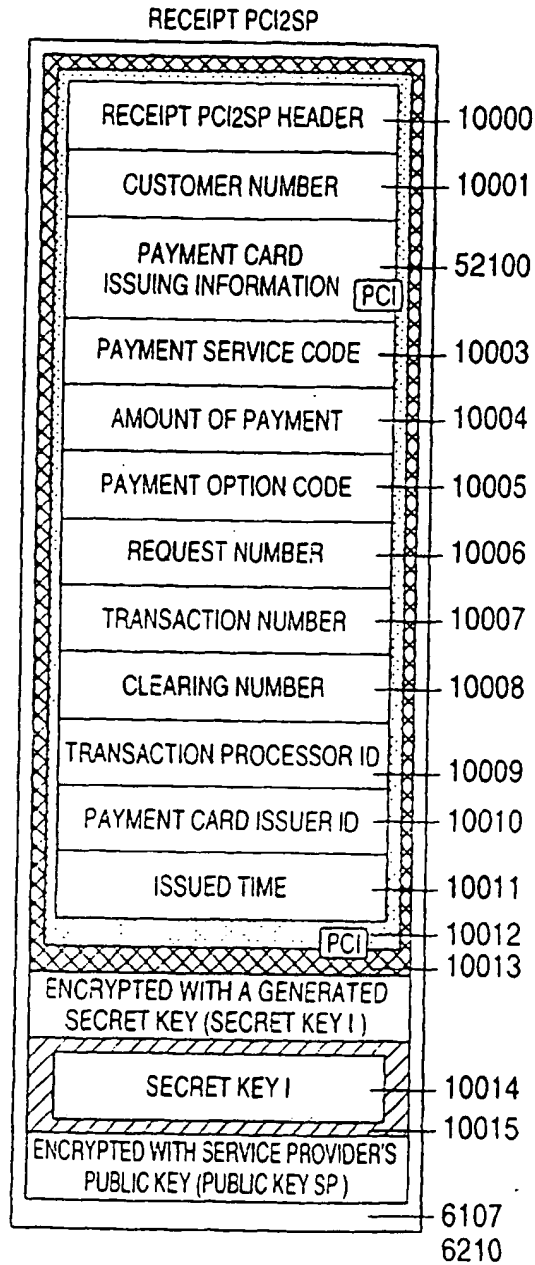 RECEIPT PCI2SP
RECEIPT PCI2SP HEADER
10000
CUSTOMER NUMBER
10001
PAYMENT CARD
ISSUING INFORMATION
PCI
52100
PAYMENT SERVICE CODE
10003
AMOUNT OF PAYMENT
10004
PAYMENT OPTION CODE
10005
REQUEST NUMBER
10006
TRANSACTION NUMBER
10007
CLEARING NUMBER
10008
TRANSACTION PROCESSOR ID
10009
PAYMENT CARD ISSUER ID
10010
ISSUED TIME
10011
PCI
10012
10013
ENCRYPTED WITH A GENERATED
SECRET KEY (SECRET KEY I)
SECRET KEY I
10014
10015
ENCRYPTED WITH SERVICE PROVIDER'S
PUBLIC KEY (PUBLIC KEY SP)
6107
6210